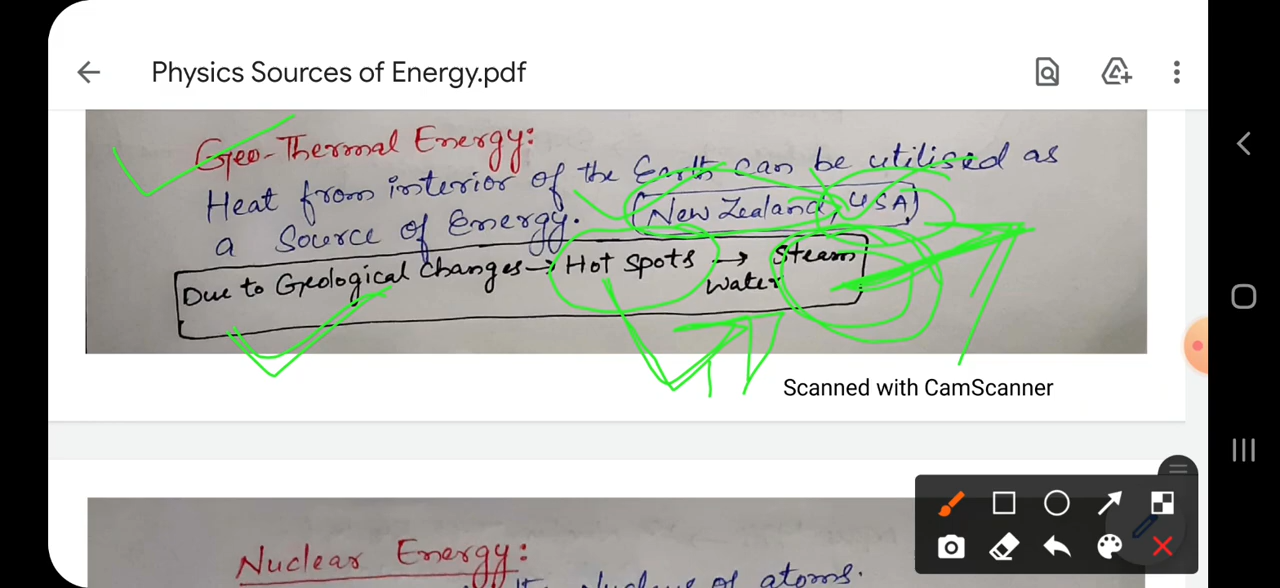 Physics Sources of Energy.pdf
Geo-Thermal Energy:
Heat from interior of the Earth can be utilised as
a Source of Energy. (New Zealand, USA)
Due to Geological changes → Hot Spots → Steam
Water
Scanned with CamScanner
Nuclear Energy:
Nucleus of atoms.